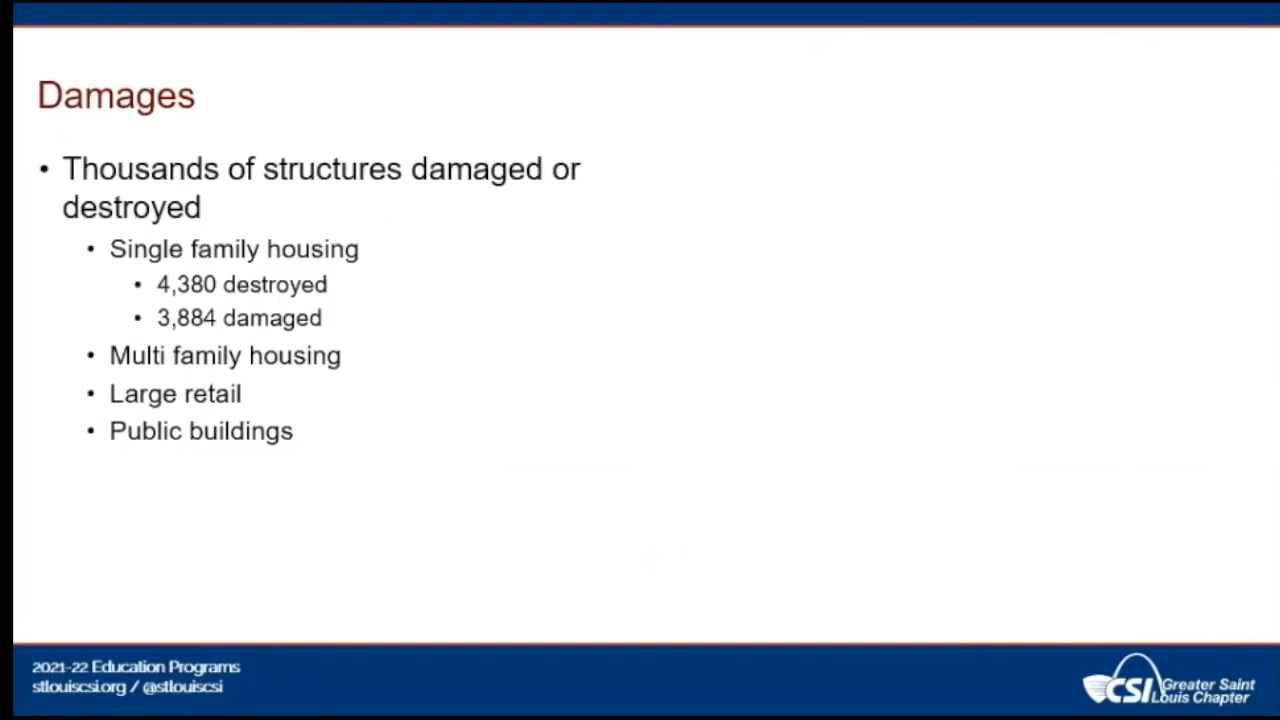 Damages
• Thousands of structures damaged or
destroyed
• Single family housing
• 4,380 destroyed
• 3,884 damaged
• Multi family housing
• Large retail
• Public buildings
2021-22 Education Programs
stlouiscsi.org / @stlouiscsi
CSI Greater Saint
Louis Chapter